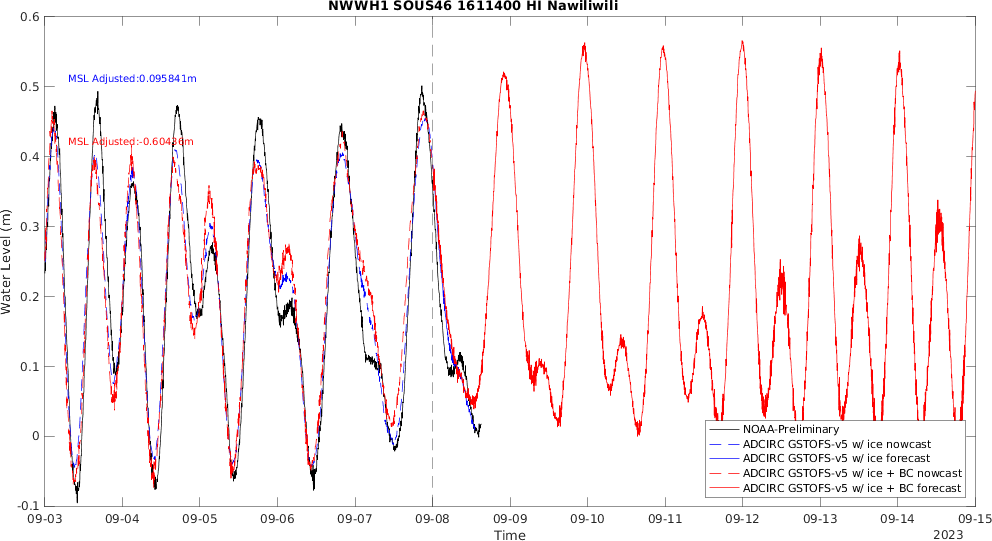 NWWH1 SOUS46 1611400 HI Nawiliwili
0.6
0.5
0.4
0.3
0.2
0.1
0
-0.1
Water Level (m)
MSL Adjusted:0.095841m
MSL Adjusted:-0.60436m
NOAA-Preliminary
ADCIRC GSTOFS-v5 w/ ice nowcast
ADCIRC GSTOFS-v5 w/ ice forecast
ADCIRC GSTOFS-v5 w/ ice + BC nowcast
ADCIRC GSTOFS-v5 w/ ice + BC forecast
09-03 09-04 09-05 09-06 09-07 09-08 09-09 09-10 09-11 09-12 09-13 09-14 09-15
Time
2023